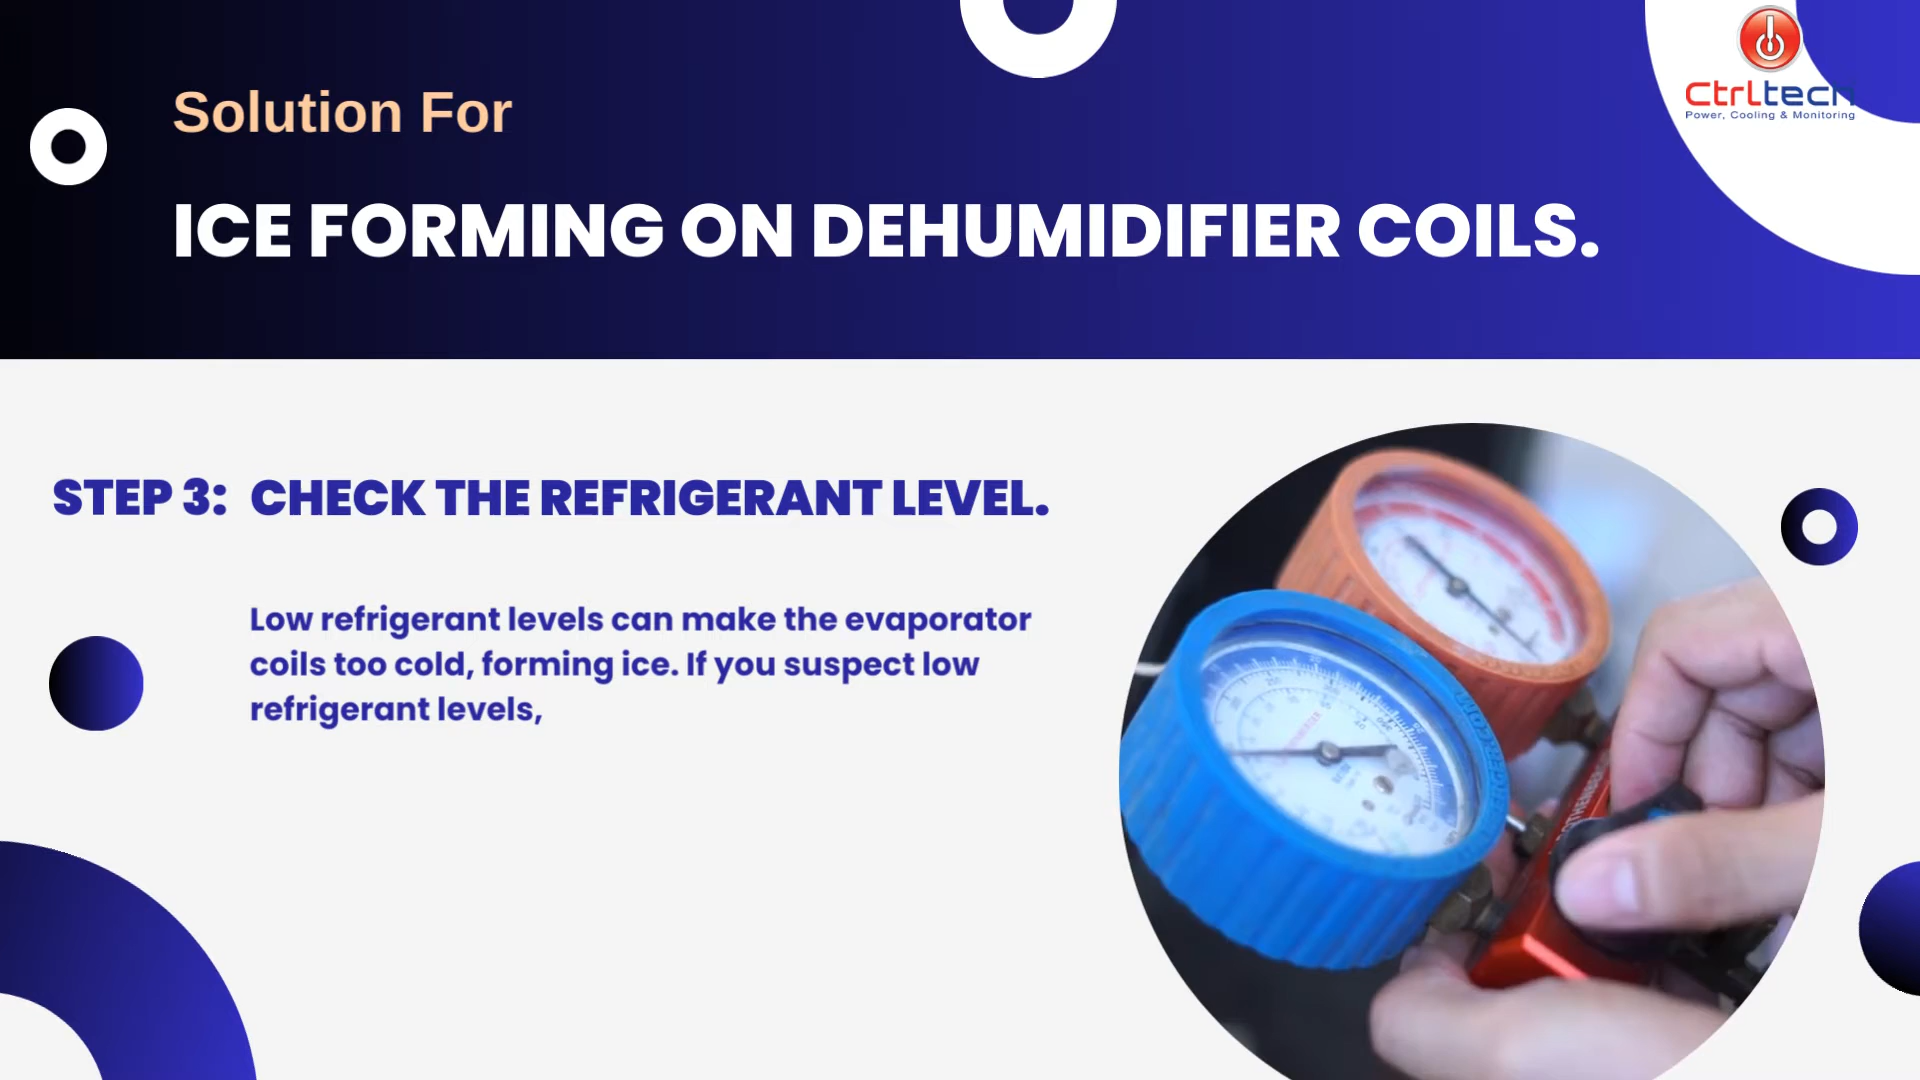 Ctrltech
Power, Cooling & Monitoring
Solution For
ICE FORMING ON DEHUMIDIFIER COILS.
STEP 3: CHECK THE REFRIGERANT LEVEL.
Low refrigerant levels can make the evaporator
coils too cold, forming ice. If you suspect low
refrigerant levels,